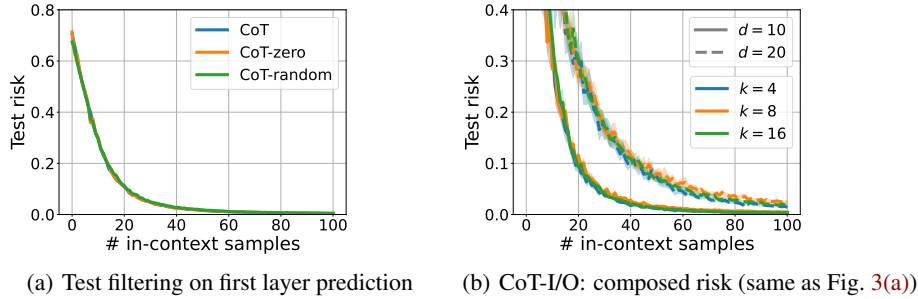 0.8
0.6
0.4
0.2
0.0
Test risk
CoT
CoT-zero
CoT-random
0 20 40 60 80 100
# in-context samples
(a) Test filtering on first layer prediction
0.4
0.3
0.2
0.1
0.0
Test risk
d = 10
d = 20
k = 4
k = 8
k = 16
0 20 40 60 80 100
# in-context samples
(b) CoT-I/O: composed risk (same as Fig. 3(a))